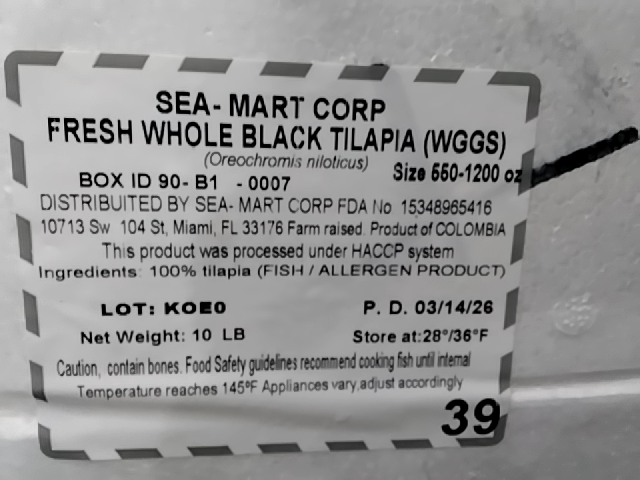 SEA- MART CORP
FRESH WHOLE BLACK TILAPIA (WGGS)
(Oreochromis niloticus)
Size 550-1200 oz
BOX ID 90- B1 - 0007
DISTRIBUTED BY SEA- MART CORP FDA No 15348965416
10713 Sw 104 St, Miami, FL 33176 Farm raised. Product of COLOMBIA
This product was processed under HACCP system
Ingredients: 100% tilapia (FISH / ALLERGEN PRODUCT)
LOT: KOE0 P. D. 03/14/26
Net Weight: 10 LB Store at:28°/36°F
Caution, contain bones. Food Safety guidelines recommend cooking fish until internal
Temperature reaches 145ºF Appliances vary,adjust accordingly
39